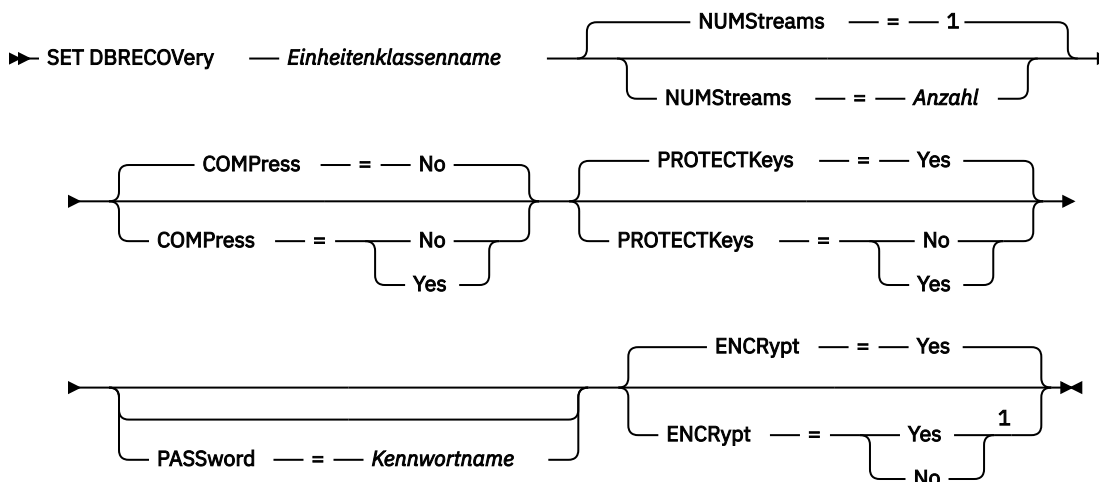 NUMStreams = 1
SET DBRECOVery Einheitenklassenname
NUMStreams = Anzahl
COMPress = No
PROTECTKeys = Yes
COMPress = No
Yes
PROTECTKeys = No
Yes
ENCRypt = Yes
PASSword = Kennwortname
ENCRypt = Yes 1
No